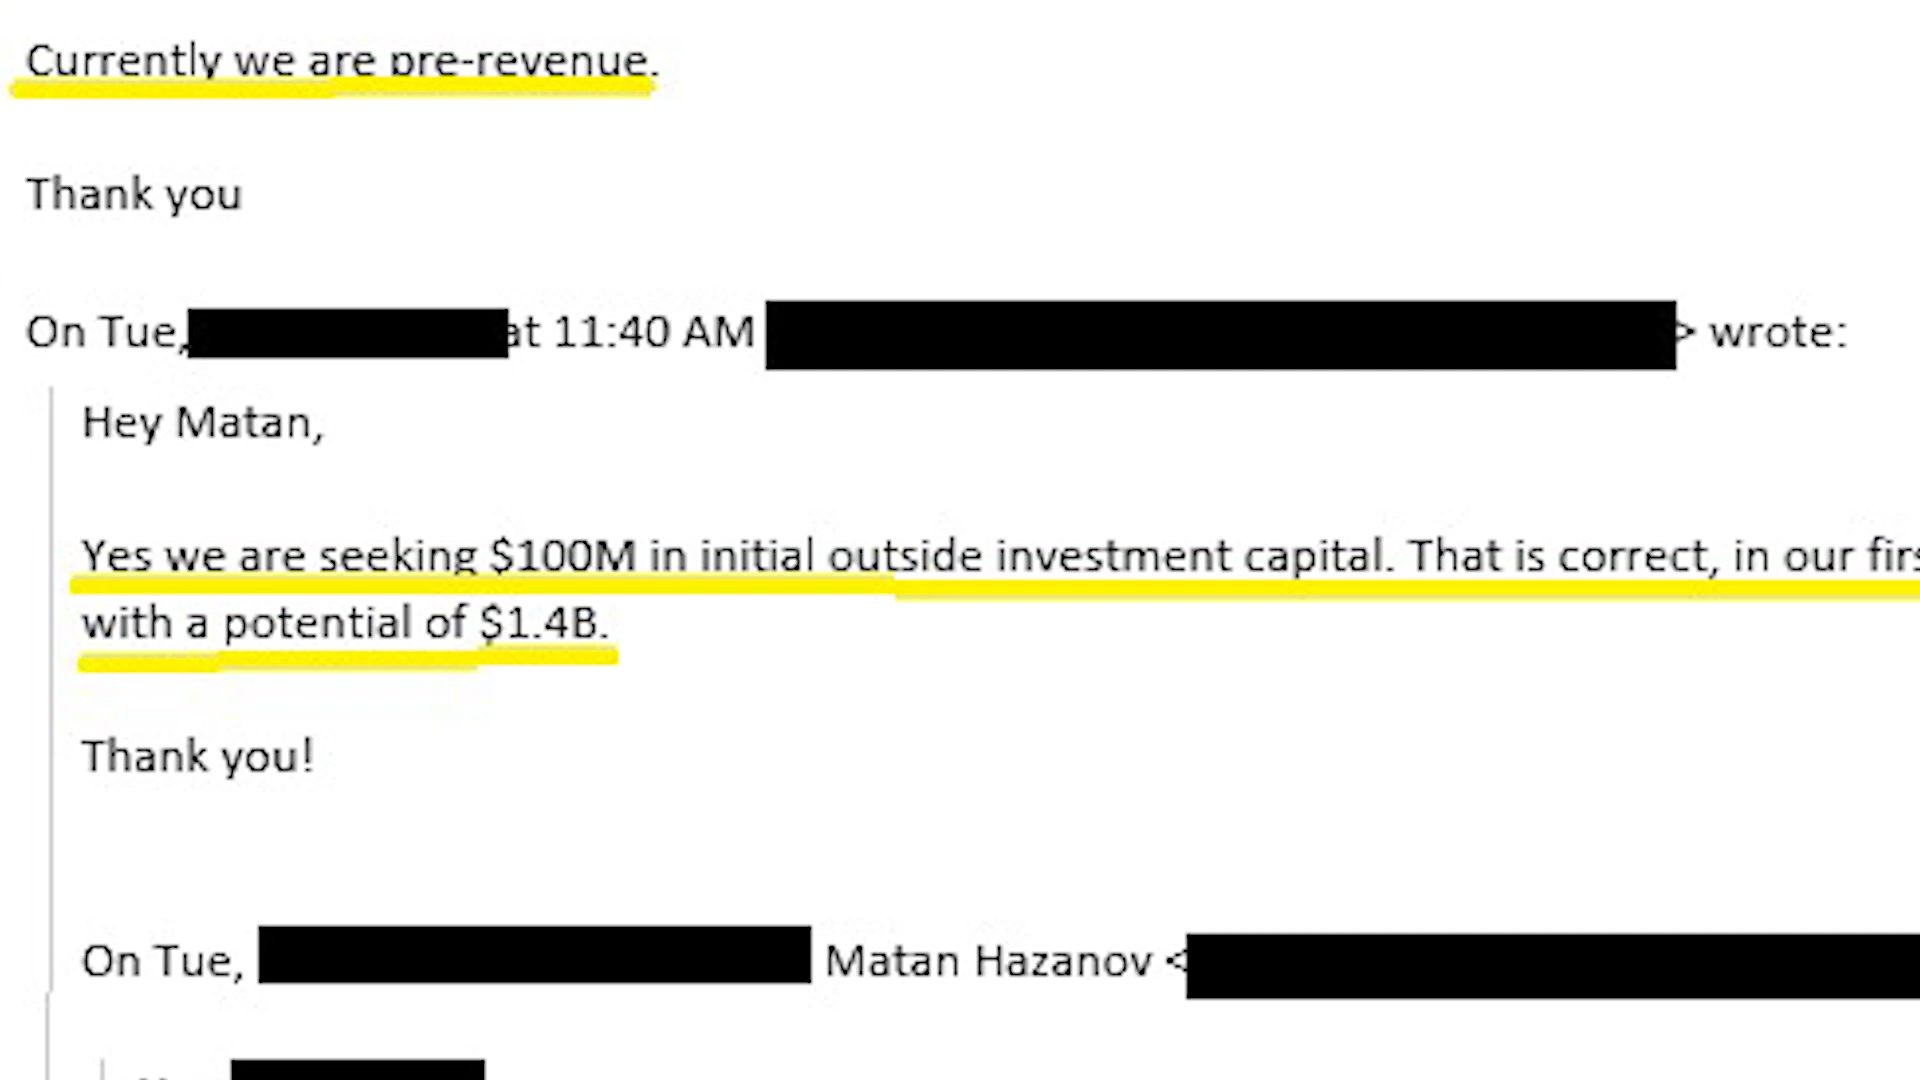 Currently we are pre-revenue.
Thank you
On Tue, at 11:40 AM > wrote:
Hey Matan,
Yes we are seeking $100M in initial outside investment capital. That is correct, in our
with a potential of $1.4B.
Thank you!
On Tue, Matan Hazanov <